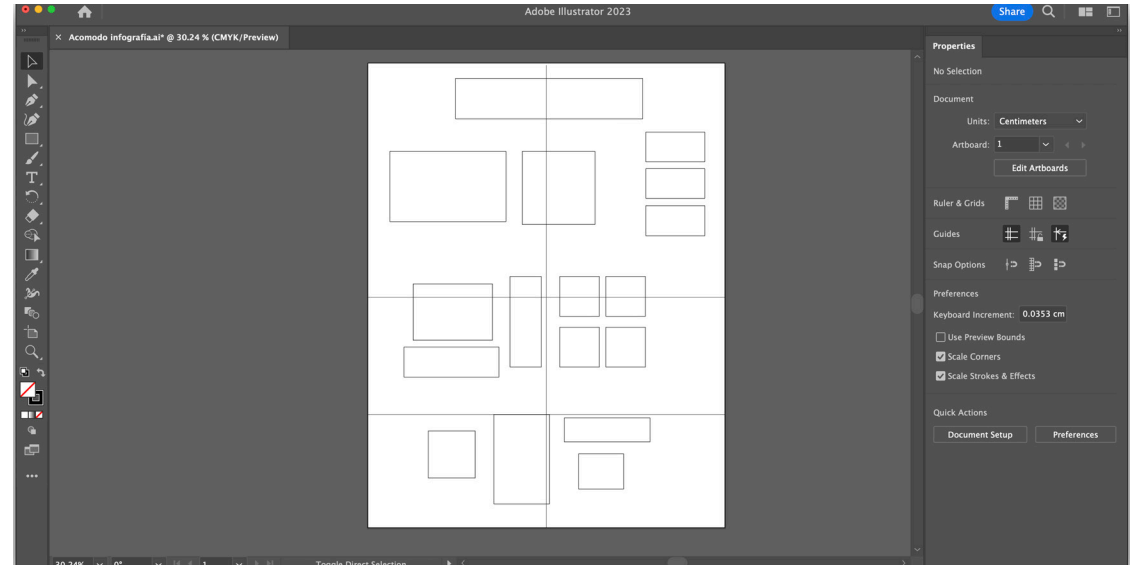 Adobe Illustrator 2023
Share
× Acomodo infografía.ai* @ 30.24 % (CMYK/Preview)
Properties
No Selection
Document
Units: Centimeters
Artboard: 1
Edit Artboards
Ruler & Grids
Guides
Snap Options
Preferences
Keyboard Increment: 0.0353 cm
Use Preview Bounds
Scale Corners
Scale Strokes & Effects
Quick Actions
Document Setup Preferences
30.24% 0° 1 Toggle Direct Selection